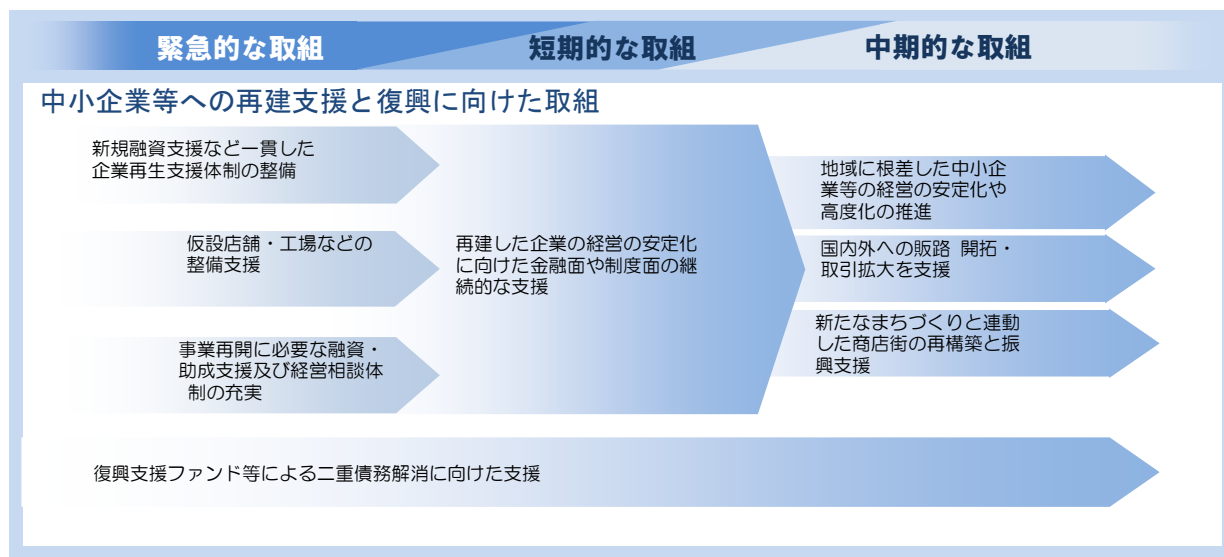 緊急的な取組
短期的な取組
中期的な取組
中小企業等への再建支援と復興に向けた取組
新規融資支援など一貫した
企業再生支援体制の整備
仮設店舗・工場などの
整備支援
事業再開に必要な融資・
助成支援及び経営相談体
制の充実
再建した企業の経営の安定化
に向けた金融面や制度面の継
続的な支援
地域に根差した中小企
業等の経営の安定化や
高度化の推進
国内外への販路 開拓・
取引拡大を支援
新たなまちづくりと連動
した商店街の再構築と振
興支援
復興支援ファンド等による二重債務解消に向けた支援